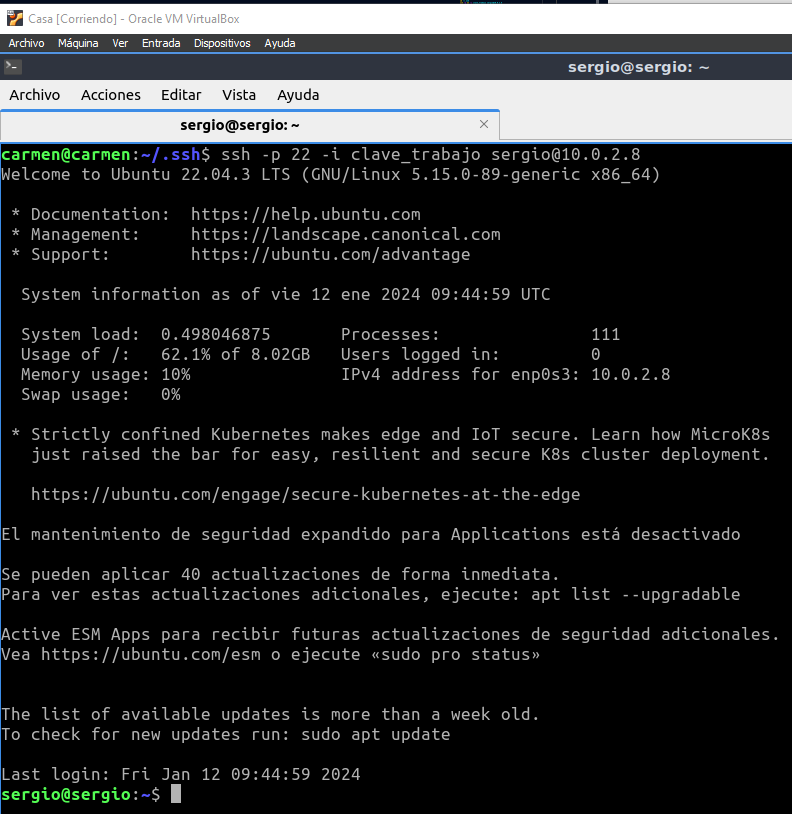 Casa [Corriendo] - Oracle VM VirtualBox
Archivo Máquina Ver Entrada Dispositivos Ayuda
sergio@sergio: ~
Archivo Acciones Editar Vista Ayuda
sergio@sergio: ~ ×
carmen@carmen:~/.ssh$ ssh -p 22 -i clave_trabajo sergio@10.0.2.8
Welcome to Ubuntu 22.04.3 LTS (GNU/Linux 5.15.0-89-generic x86_64)
* Documentation: https://help.ubuntu.com
* Management: https://landscape.canonical.com
* Support: https://ubuntu.com/advantage
System information as of vie 12 ene 2024 09:44:59 UTC
System load: 0.498046875 Processes: 111
Usage of /: 62.1% of 8.02GB Users logged in: 0
Memory usage: 10% IPv4 address for enp0s3: 10.0.2.8
Swap usage: 0%
* Strictly confined Kubernetes makes edge and IoT secure. Learn how MicroK8s
just raised the bar for easy, resilient and secure K8s cluster deployment.
https://ubuntu.com/engage/secure-kubernetes-at-the-edge
El mantenimiento de seguridad expandido para Applications está desactivado
Se pueden aplicar 40 actualizaciones de forma inmediata.
Para ver estas actualizaciones adicionales, ejecute: apt list --upgradable
Active ESM Apps para recibir futuras actualizaciones de seguridad adicionales.
Vea https://ubuntu.com/esm o ejecute «sudo pro status»
The list of available updates is more than a week old.
To check for new updates run: sudo apt update
Last login: Fri Jan 12 09:44:59 2024
sergio@sergio:~$